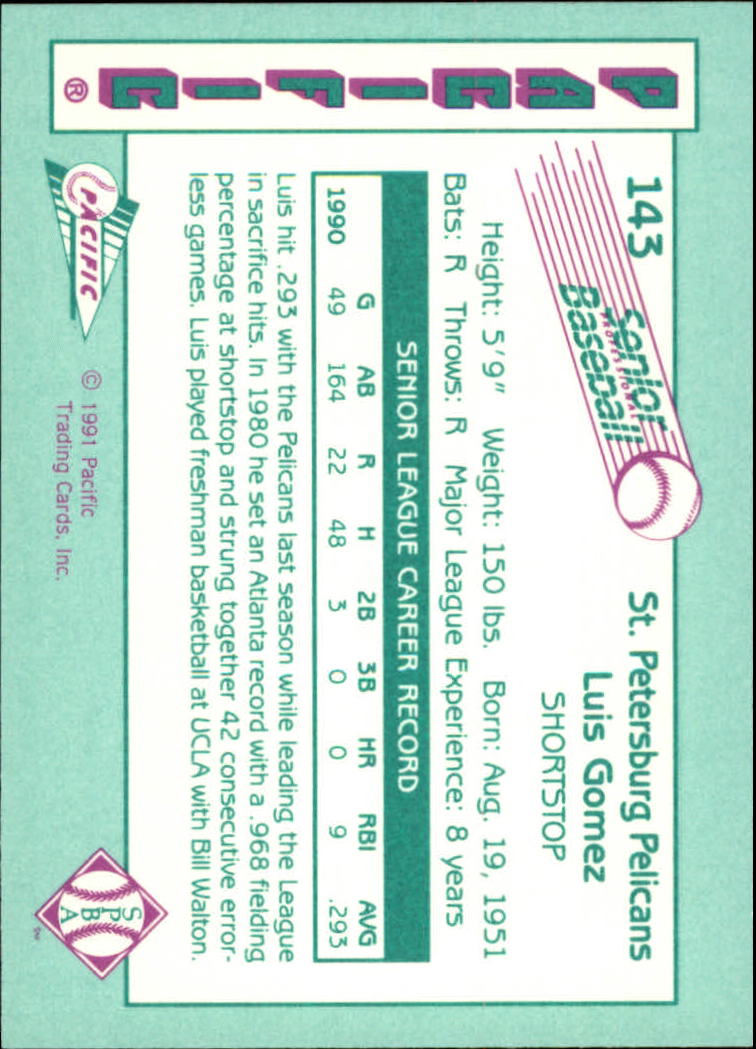 PACIFIC®
143
Senior
PROFESSIONAL
Baseball
St. Petersburg Pelicans
Luis Gomez
SHORTSTOP
Height: 5'9" Weight: 150 lbs. Born: Aug. 19, 1951
Bats: R Throws: R Major League Experience: 8 years
SENIOR LEAGUE CAREER RECORD
G AB R H 2B 3B HR RBI AVG
1990 49 164 22 48 3 0 0 9 .293
Luis hit .293 with the Pelicans last season while leading the League
in sacrifice hits. In 1980 he set an Atlanta record with a .968 fielding
percentage at shortstop and strung together 42 consecutive error-
less games. Luis played freshman basketball at UCLA with Bill Walton.
PACIFIC
© 1991 Pacific
Trading Cards, Inc.
S
P B
A
SM